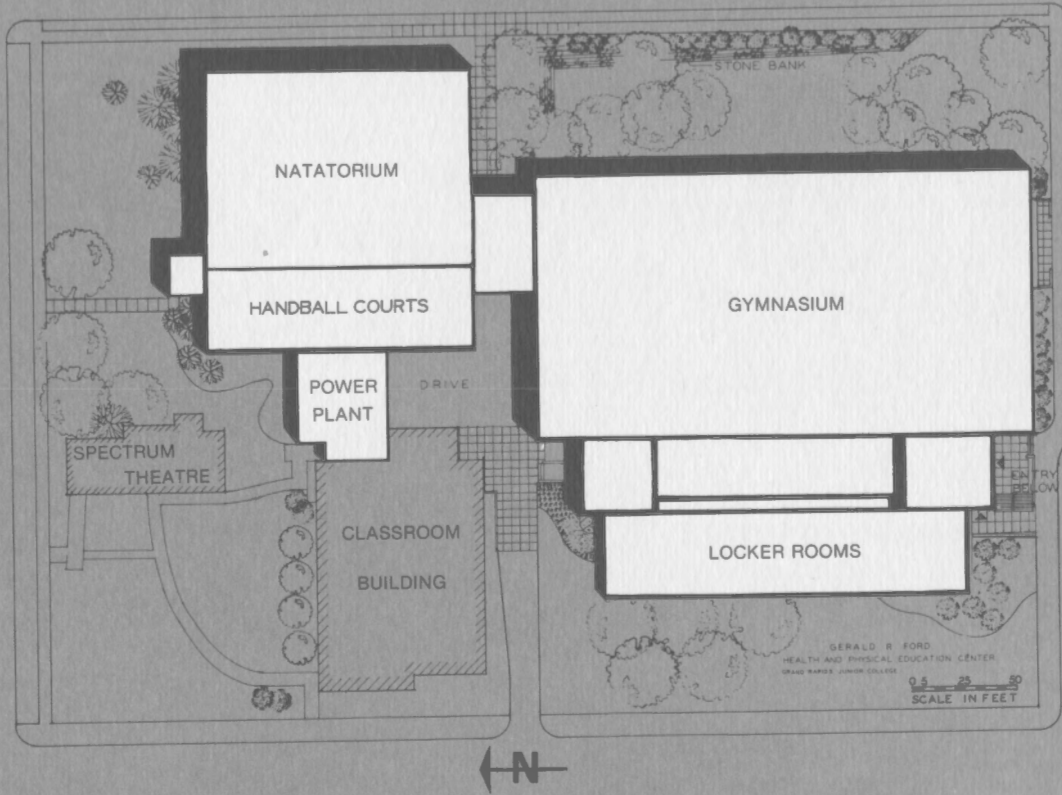 STONE BANK
NATATORIUM
HANDBALL COURTS
GYMNASIUM
POWER
PLANT
DRIVE
SPECTRUM
THEATRE
ENTRY
BELOW
CLASSROOM
BUILDING
LOCKER ROOMS
GERALD R FORD
HEALTH AND PHYSICAL EDUCATION CENTER
GRAND RAPIDS JUNIOR COLLEGE
0 5 25 50
SCALE IN FEET
N